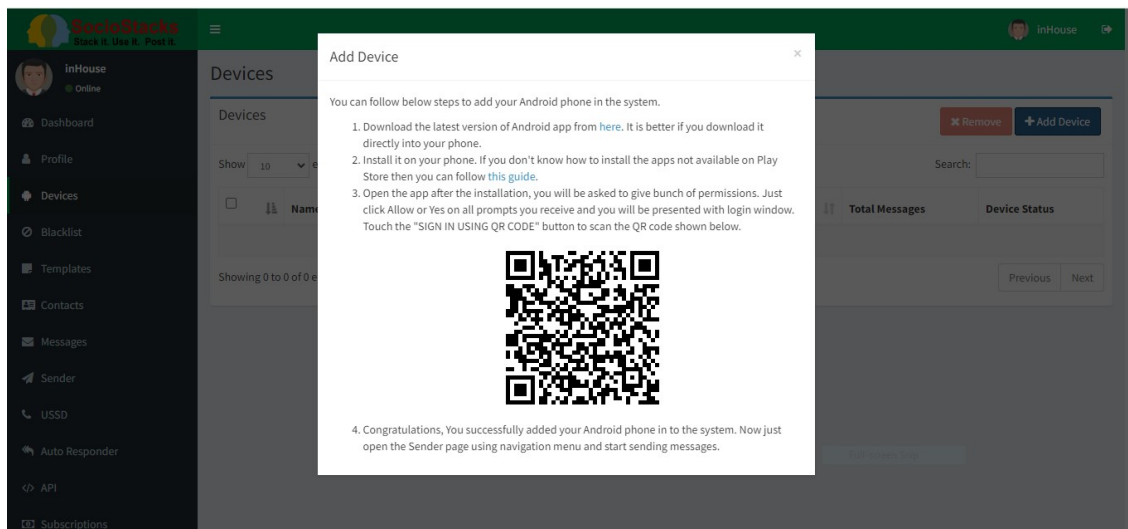 SocioStacks
Stack it. Use it. Post it.
inHouse
inHouse
Online
Dashboard
Profile
Devices
Blacklist
Templates
Contacts
Messages
Sender
USSD
Auto Responder
API
Subscriptions
Devices
Devices
Remove
Add Device
Show 10 e
Search:
Name
Total Messages
Device Status
Showing 0 to 0 of 0 e
Previous
Next
Add Device
×
You can follow below steps to add your Android phone in the system.
1. Download the latest version of Android app from here. It is better if you download it
directly into your phone.
2. Install it on your phone. If you don't know how to install the apps not available on Play
Store then you can follow this guide.
3. Open the app after the installation, you will be asked to give bunch of permissions. Just
click Allow or Yes on all prompts you receive and you will be presented with login window.
Touch the "SIGN IN USING QR CODE" button to scan the QR code shown below.
4. Congratulations, You successfully added your Android phone in to the system. Now just
open the Sender page using navigation menu and start sending messages.